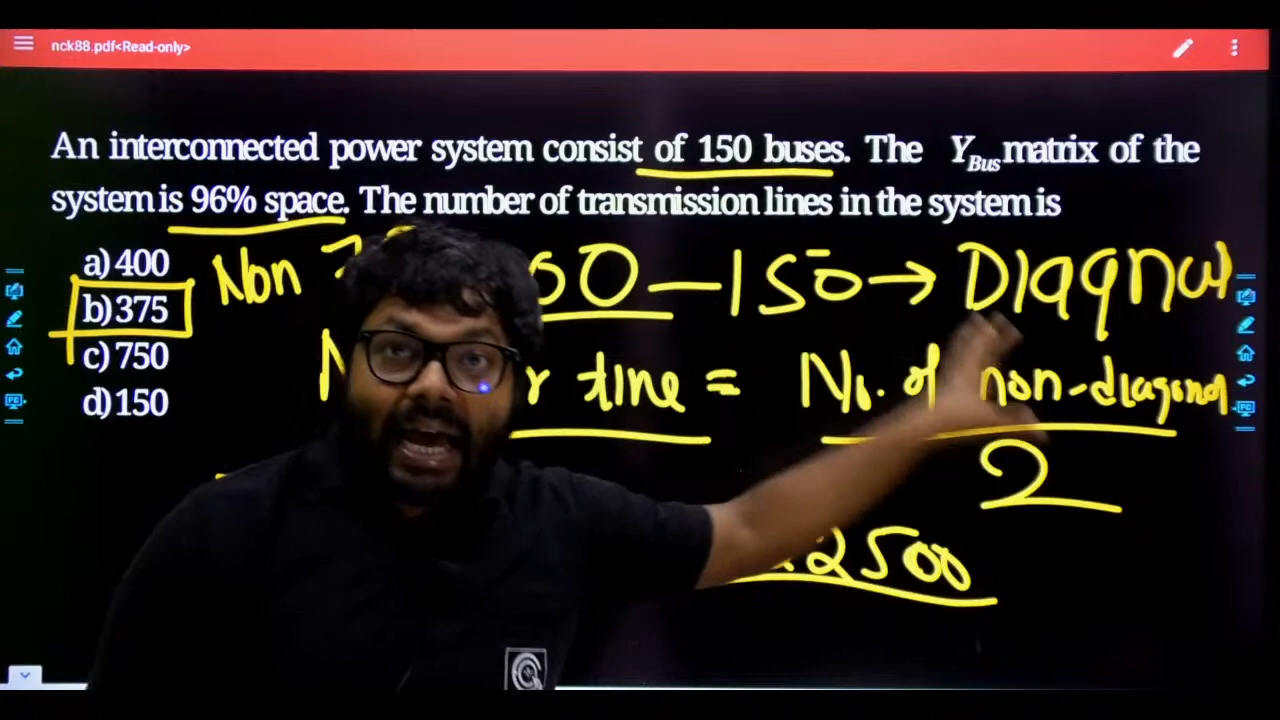 nck88.pdf<Read-only>
An interconnected power system consist of 150 buses. The Y_Bus matrix of the
system is 96% space. The number of transmission lines in the system is
a) 400
b) 375
c) 750
d) 150
Non
00 — 150 → Diagnol
line = No. of non-diagonal
2
2500